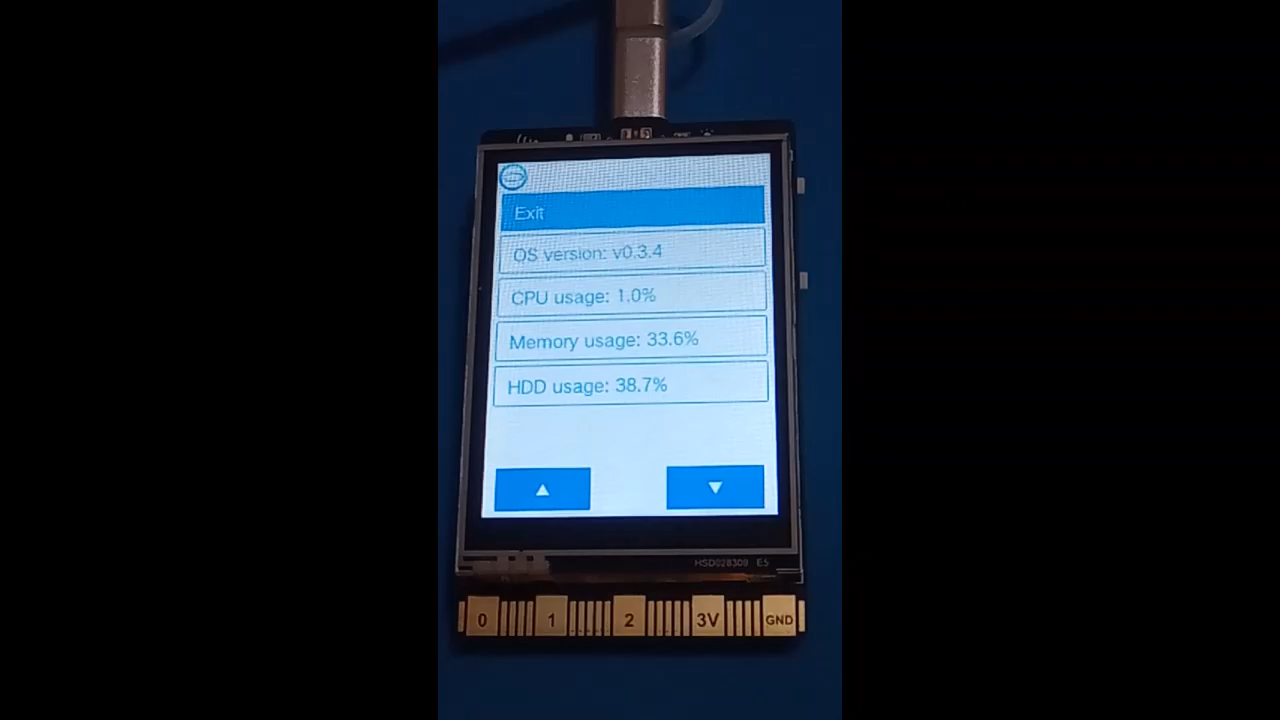 Exit
OS version: v0.3.4
CPU usage: 1.0%
Memory usage: 33.6%
HDD usage: 38.7%
HSD028309 E5
0 1 2 3V GND